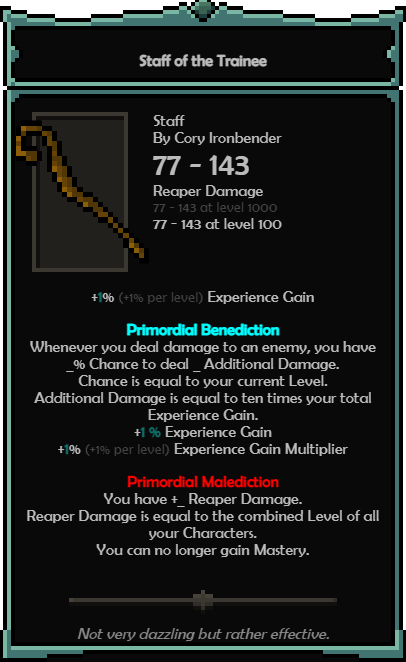 Staff of the Trainee
Staff
By Cory Ironbender
77 - 143
Reaper Damage
77 - 143 at level 1000
77 - 143 at level 100
+1% (+1% per level) Experience Gain
Primordial Benediction
Whenever you deal damage to an enemy, you have
_% Chance to deal _ Additional Damage.
Chance is equal to your current Level.
Additional Damage is equal to ten times your total
Experience Gain.
+1 % Experience Gain
+1% (+1% per level) Experience Gain Multiplier
Primordial Malediction
You have +_ Reaper Damage.
Reaper Damage is equal to the combined Level of all
your Characters.
You can no longer gain Mastery.
Not very dazzling but rather effective.